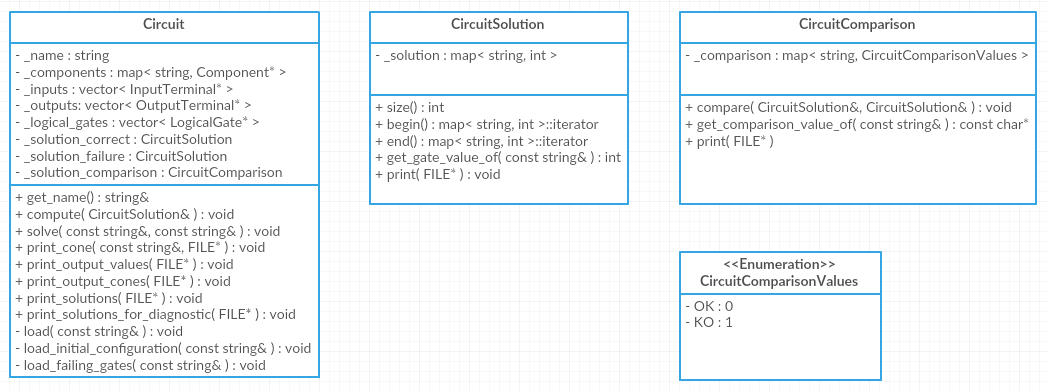 Circuit
- _name : string
- _components : map< string, Component* >
- _inputs : vector< InputTerminal* >
- _outputs: vector< OutputTerminal* >
- _logical_gates : vector< LogicalGate* >
- _solution_correct : CircuitSolution
- _solution_failure : CircuitSolution
- _solution_comparison : CircuitComparison
+ get_name() : string&
+ compute( CircuitSolution& ) : void
+ solve( const string&, const string& ) : void
+ print_cone( const string&, FILE* ) : void
+ print_output_values( FILE* ) : void
+ print_output_cones( FILE* ) : void
+ print_solutions( FILE* ) : void
+ print_solutions_for_diagnostic( FILE* ) : void
- load( const string& ) : void
- load_initial_configuration( const string& ) : void
- load_failing_gates( const string& ) : void
CircuitSolution
- _solution : map< string, int >
+ size() : int
+ begin() : map< string, int >::iterator
+ end() : map< string, int >::iterator
+ get_gate_value_of( const string& ) : int
+ print( FILE* ) : void
CircuitComparison
- _comparison : map< string, CircuitComparisonValues >
+ compare( CircuitSolution&, CircuitSolution& ) : void
+ get_comparison_value_of( const string& ) : const char*
+ print( FILE* )
<<Enumeration>>
CircuitComparisonValues
- OK : 0
- KO : 1